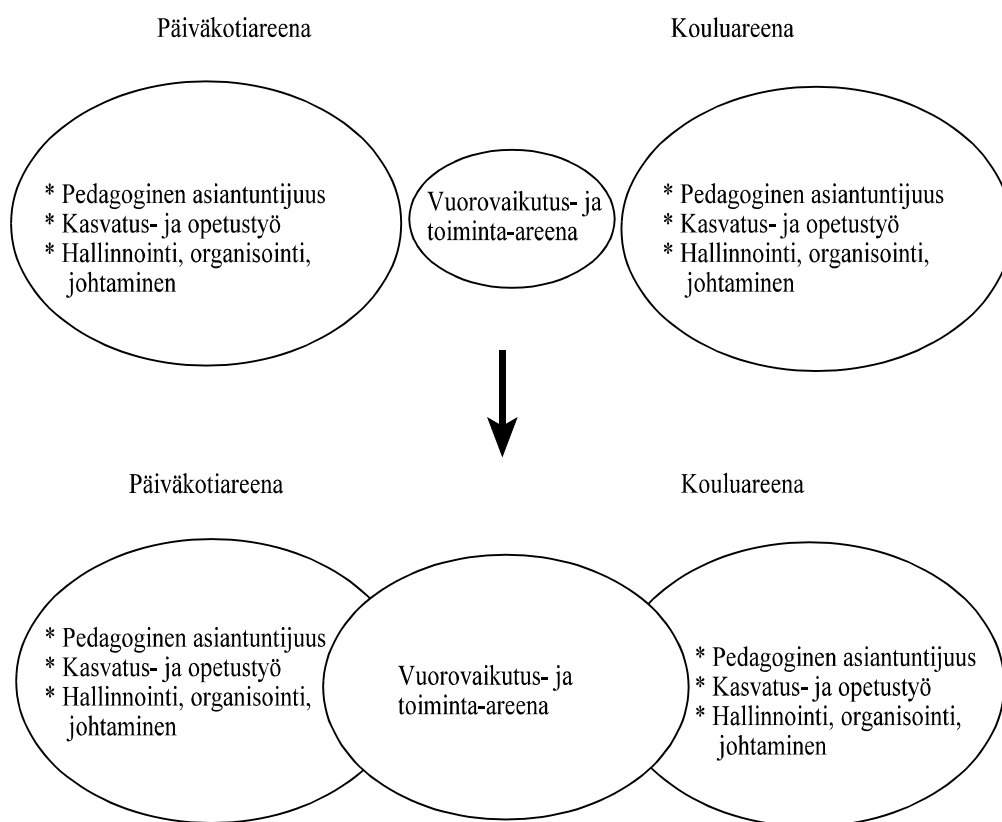 Päiväkotiareena
Kouluareena
* Pedagoginen asiantuntijuus
* Kasvatus- ja opetustyö
* Hallinnointi, organisointi,
johtaminen
Vuorovaikutus- ja
toiminta-areena
* Pedagoginen asiantuntijuus
* Kasvatus- ja opetustyö
* Hallinnointi, organisointi,
johtaminen
Päiväkotiareena
Kouluareena
* Pedagoginen asiantuntijuus
* Kasvatus- ja opetustyö
* Hallinnointi, organisointi,
johtaminen
Vuorovaikutus- ja
toiminta-areena
* Pedagoginen asiantuntijuus
* Kasvatus- ja opetustyö
* Hallinnointi, organisointi,
johtaminen